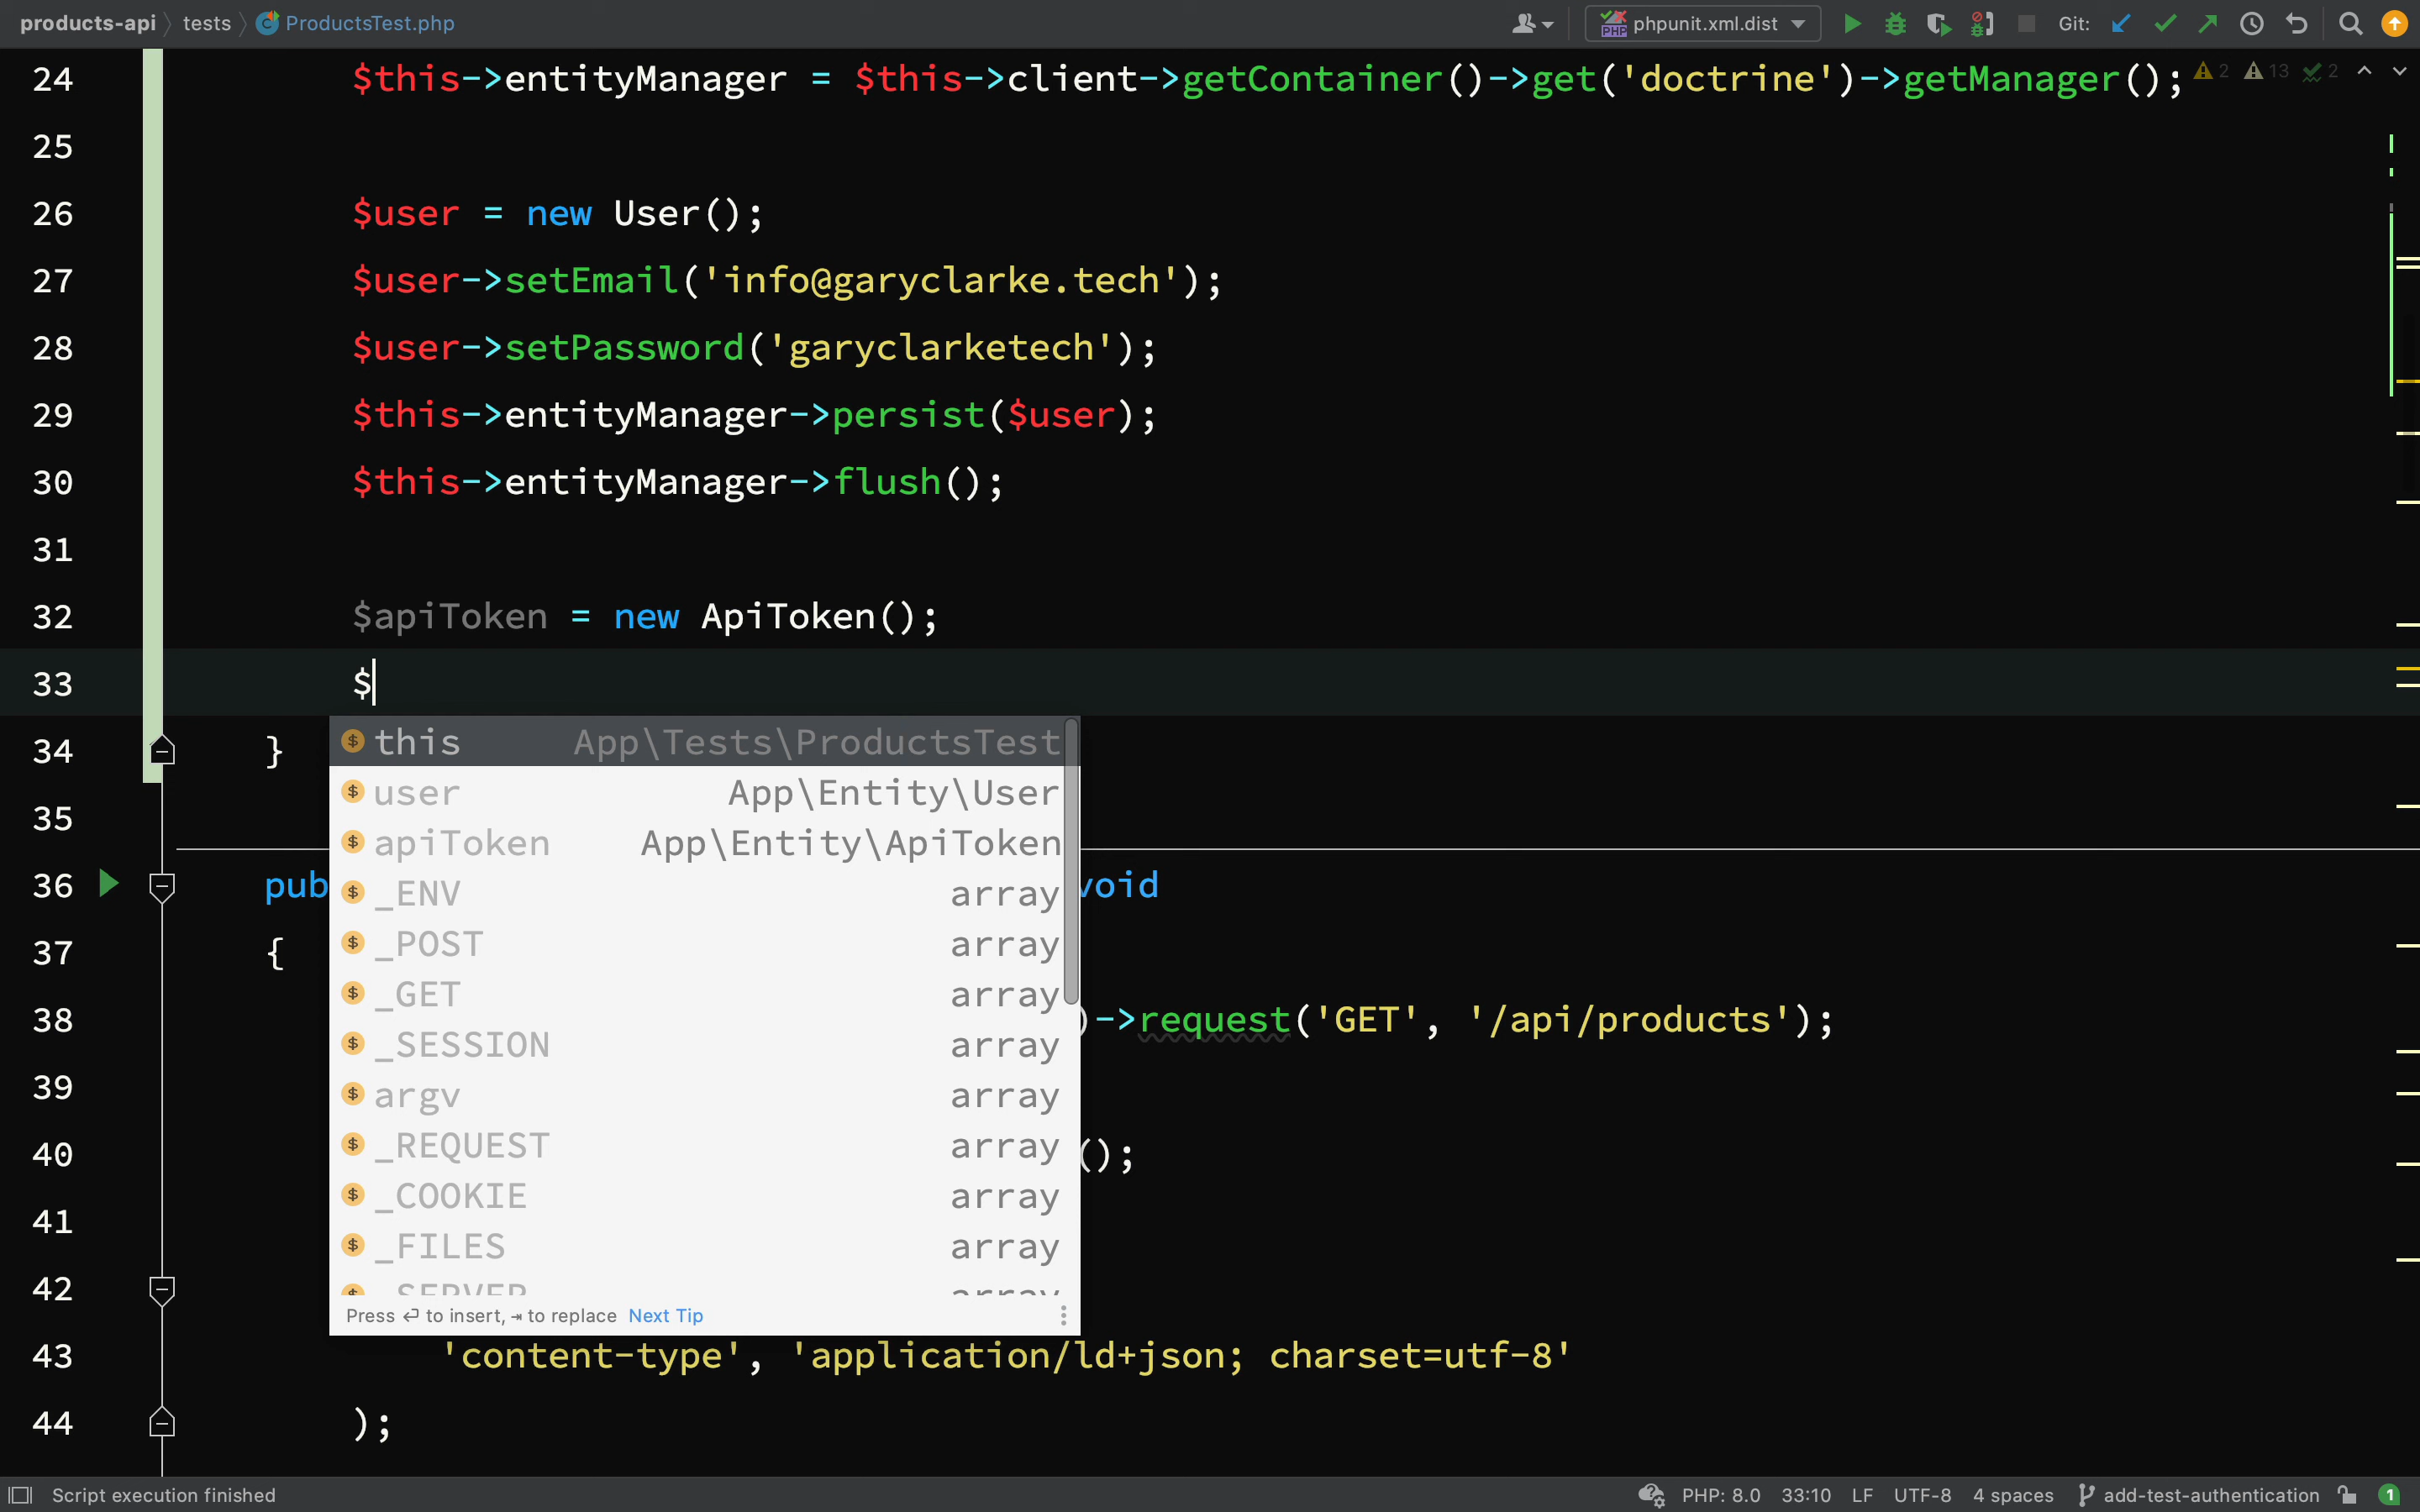 products-api tests ProductsTest.php phpunit.xml.dist Git:
24 $this->entityManager = $this->client->getContainer()->get('doctrine')->getManager(); 2 13 2
25
26 $user = new User();
27 $user->setEmail('info@garyclarke.tech');
28 $user->setPassword('garyclarketech');
29 $this->entityManager->persist($user);
30 $this->entityManager->flush();
31
32 $apiToken = new ApiToken();
33 $
34 }
this App\Tests\ProductsTest
user App\Entity\User
apiToken App\Entity\ApiToken
_ENV array
_POST array
_GET array
_SESSION array
argv array
_REQUEST array
_COOKIE array
_FILES array
_SERVER array
Press ⏎ to insert, ⇥ to replace Next Tip
35
36 pub void
37 {
38 )->request('GET', '/api/products');
39
40 ();
41
42
43 'content-type', 'application/ld+json; charset=utf-8'
44 );
Script execution finished PHP: 8.0 33:10 LF UTF-8 4 spaces add-test-authentication 1